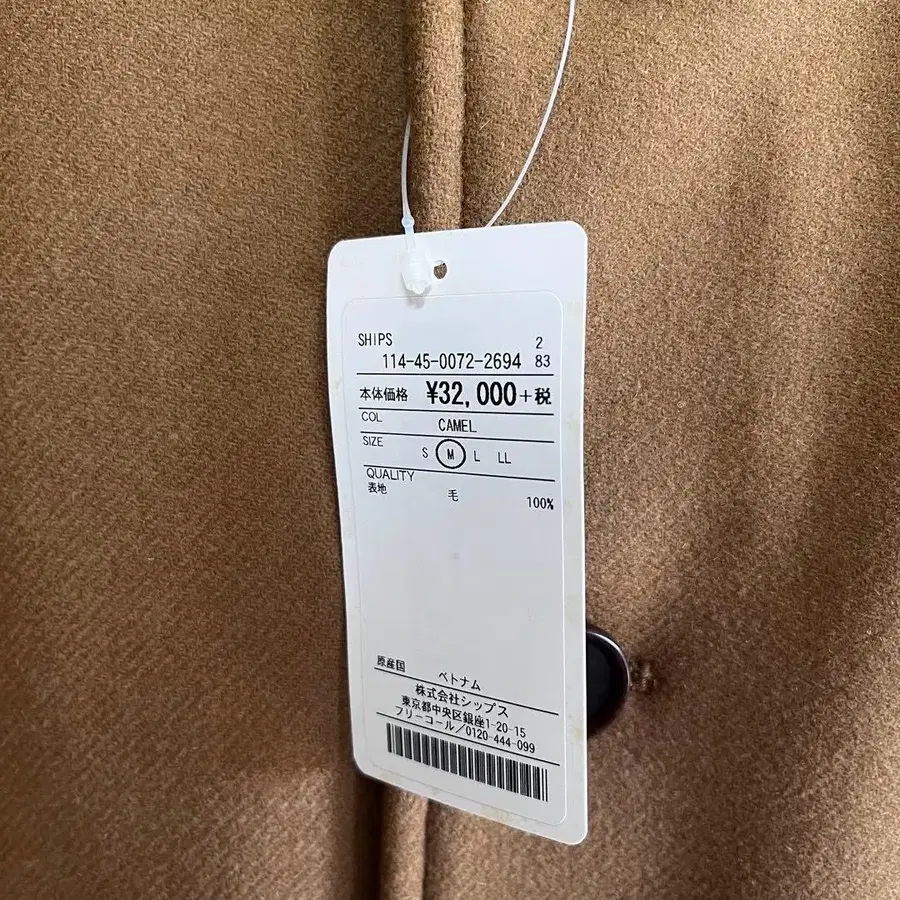 SHIPS 2
114-45-0072-2694 83
本体価格 ¥32,000+税
COL CAMEL
SIZE S M L LL
QUALITY
表地 毛 100%
原産国 ベトナム
株式会社シップス
東京都中央区銀座1-20-15
フリーコール/0120-444-099